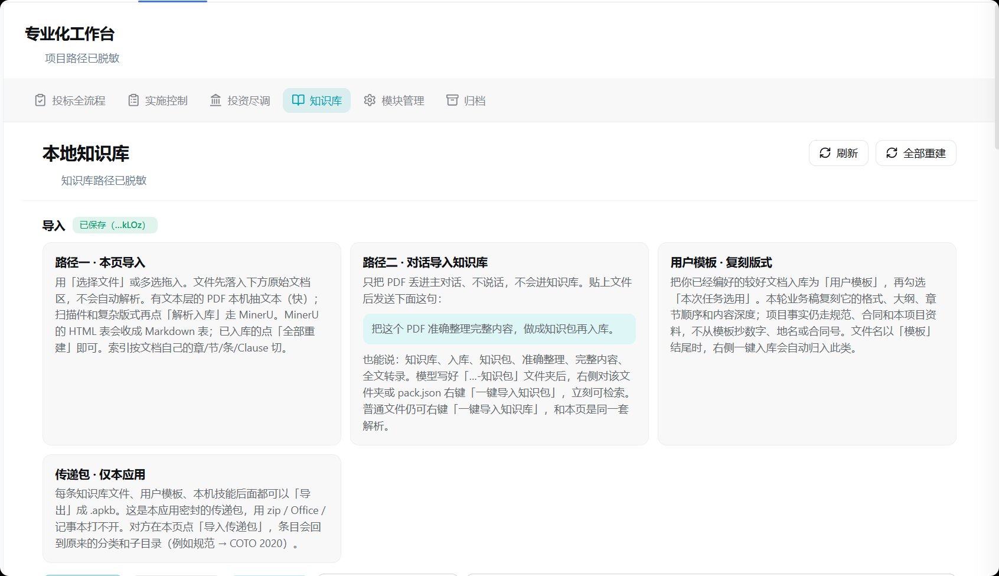 专业化工作台
项目路径已脱敏
投标全流程
实施控制
投资尽调
知识库
模块管理
归档
本地知识库
刷新
全部重建
知识库路径已脱敏
导入
已保存（...kLOz）
路径一 · 本页导入
用「选择文件」或多选拖入。文件先落入下方原始文档
区，不会自动解析。有文本层的 PDF 本机抽文本（快）；
扫描件和复杂版式再点「解析入库」走 MinerU。MinerU
的 HTML 表会收成 Markdown 表；已入库的点「全部重
建」即可。索引按文档自己的章/节/条/Clause 切。
路径二 · 对话导入知识库
只把 PDF 丢进主对话、不说话，不会进知识库。贴上文件
后发送下面这句：
把这个 PDF 准确整理完整内容，做成知识包再入库。
也能说：知识库、入库、知识包、准确整理、完整内容、
全文转录。模型写好「...-知识包」文件夹后，右侧对该文
件夹或 pack.json 右键「一键导入知识包」，立刻可检索。
普通文件仍可右键「一键导入知识库」，和本页是同一套
解析。
用户模板 · 复刻版式
把你已经编好的较好文档入库为「用户模板」，再勾选
「本次任务选用」。本轮业务稿复刻它的格式、大纲、章
节顺序和内容深度；项目事实仍走规范、合同和本项目资
料，不从模板抄数字、地名或合同号。文件名以「模板」
结尾时，右侧一键入库会自动归入此类。
传递包 · 仅本应用
每条知识库文件、用户模板、本机技能后面都可以「导
出」成 .apkb。这是本应用密封的传递包，用 zip / Office /
记事本打不开。对方在本页点「导入传递包」，条目会回
到原来的分类和子目录（例如规范 → COTO 2020）。